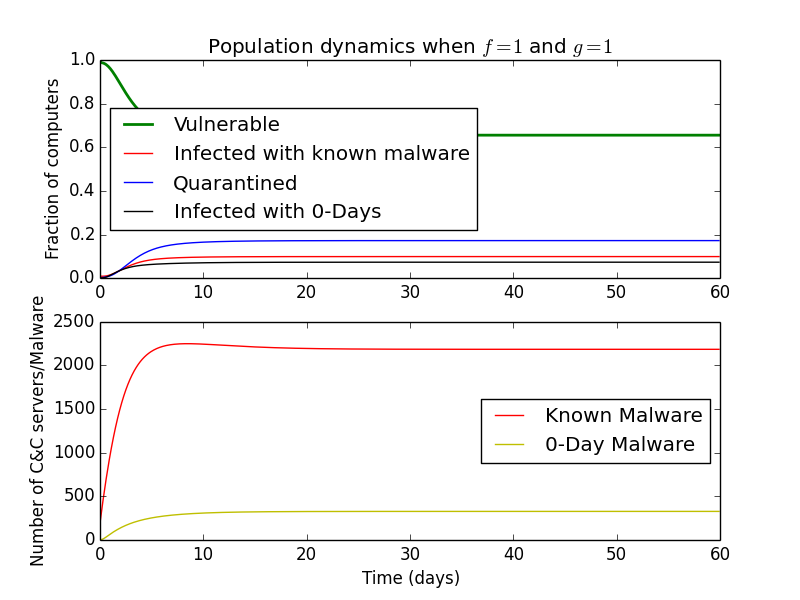 Population dynamics when f=1 and g=1
Fraction of computers
1.0
0.8
0.6
0.4
0.2
0.0
Vulnerable
Infected with known malware
Quarantined
Infected with 0-Days
0 10 20 30 40 50 60
Number of C&C servers/Malware
2500
2000
1500
1000
500
0
Known Malware
0-Day Malware
0 10 20 30 40 50 60
Time (days)